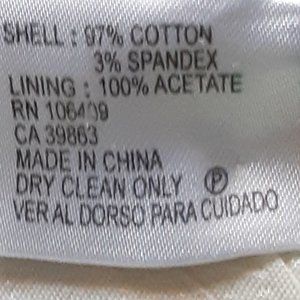 SHELL : 97% COTTON
3% SPANDEX
LINING : 100% ACETATE
RN
CA 39863
MADE IN CHINA
DRY CLEAN ONLY Ⓟ
VER AL DORSO PARA CUIDADO